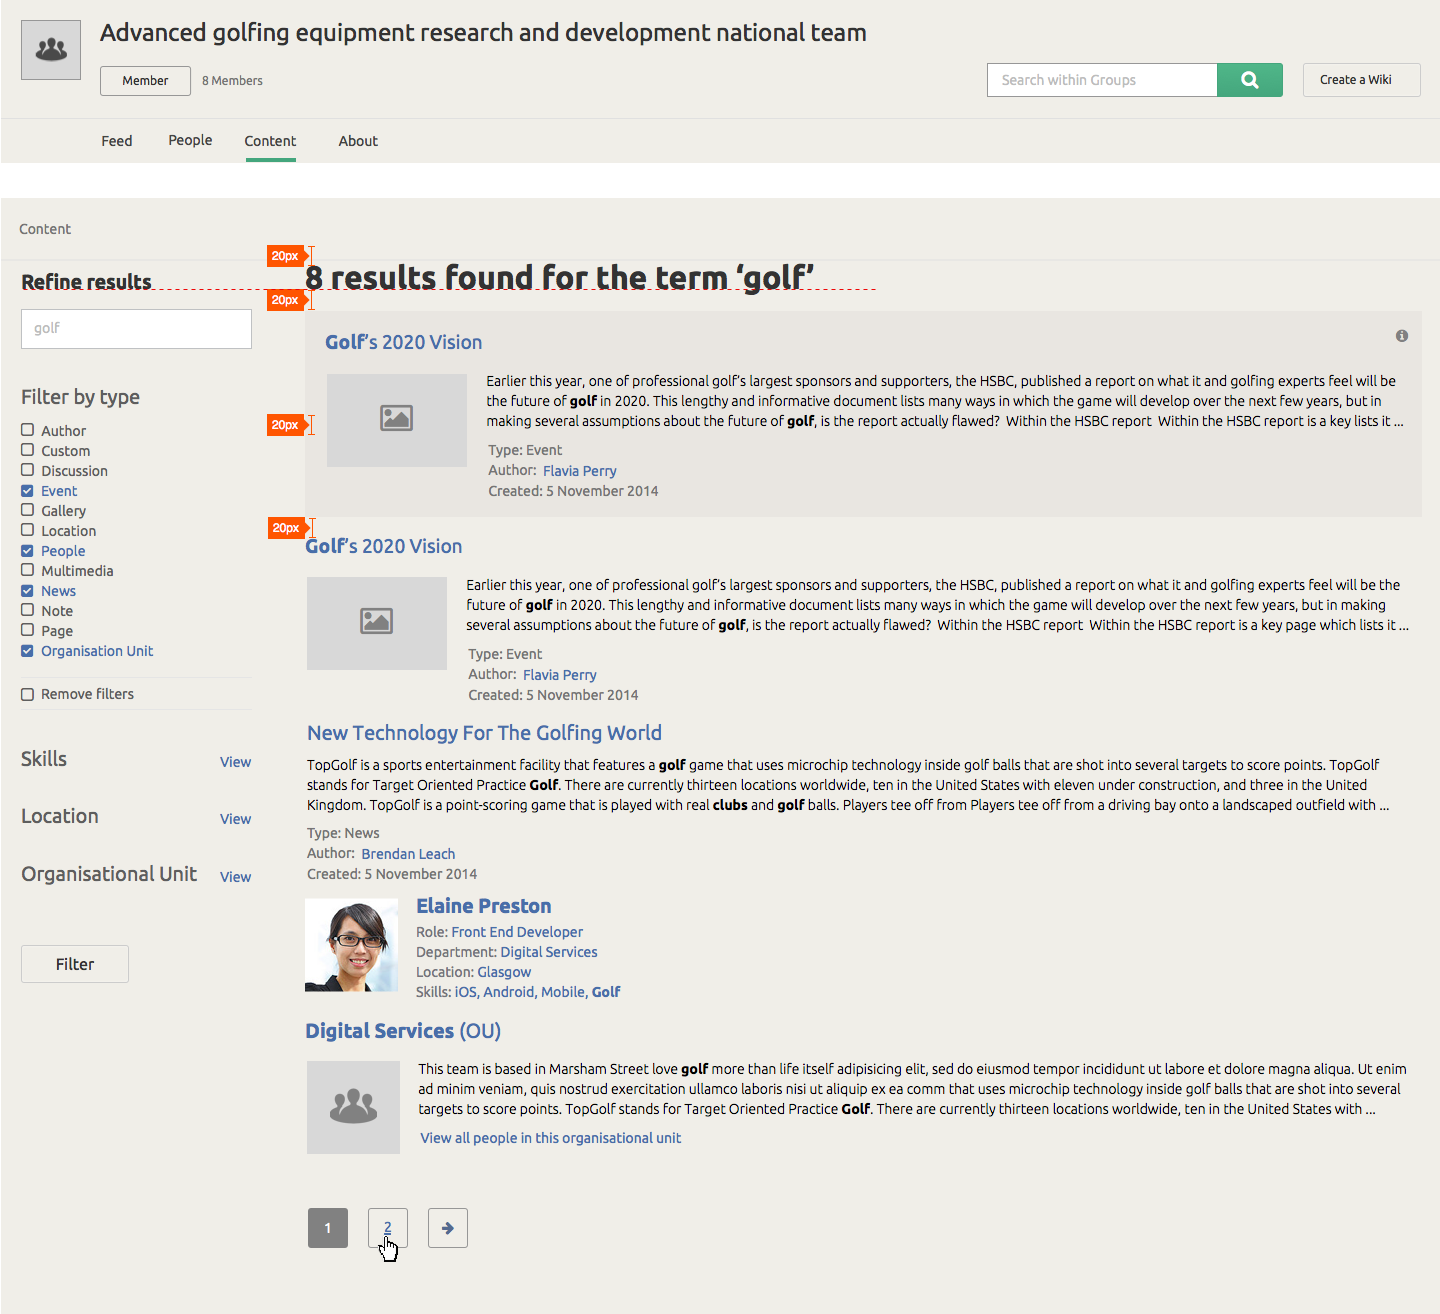 Advanced golfing equipment research and development national team
Member
8 Members
Search within Groups
Create a Wiki
Feed
People
Content
About
Content
20px
Refine results
8 results found for the term ‘golf’
20px
golf
Golf’s 2020 Vision
Earlier this year, one of professional golf’s largest sponsors and supporters, the HSBC, published a report on what it and golfing experts feel will be
the future of golf in 2020. This lengthy and informative document lists many ways in which the game will develop over the next few years, but in
making several assumptions about the future of golf, is the report actually flawed?  Within the HSBC report  Within the HSBC report is a key lists it ...
20px
Type: Event
Author: Flavia Perry
Created: 5 November 2014
Filter by type
Author
Custom
Discussion
Event
Gallery
Location
People
Multimedia
News
Note
Page
Organisation Unit
Remove filters
Skills
View
Location
View
Organisational Unit
View
Filter
20px
Golf’s 2020 Vision
Earlier this year, one of professional golf’s largest sponsors and supporters, the HSBC, published a report on what it and golfing experts feel will be the
future of golf in 2020. This lengthy and informative document lists many ways in which the game will develop over the next few years, but in making
several assumptions about the future of golf, is the report actually flawed?  Within the HSBC report  Within the HSBC report is a key page which lists it ...
Type: Event
Author: Flavia Perry
Created: 5 November 2014
New Technology For The Golfing World
TopGolf is a sports entertainment facility that features a golf game that uses microchip technology inside golf balls that are shot into several targets to score points. TopGolf
stands for Target Oriented Practice Golf. There are currently thirteen locations worldwide, ten in the United States with eleven under construction, and three in the United
Kingdom. TopGolf is a point-scoring game that is played with real clubs and golf balls. Players tee off from Players tee off from a driving bay onto a landscaped outfield with ...
Type: News
Author: Brendan Leach
Created: 5 November 2014
Elaine Preston
Role: Front End Developer
Department: Digital Services
Location: Glasgow
Skills: iOS, Android, Mobile, Golf
Digital Services (OU)
This team is based in Marsham Street love golf more than life itself adipisicing elit, sed do eiusmod tempor incididunt ut labore et dolore magna aliqua. Ut enim
ad minim veniam, quis nostrud exercitation ullamco laboris nisi ut aliquip ex ea comm that uses microchip technology inside golf balls that are shot into several
targets to score points. TopGolf stands for Target Oriented Practice Golf. There are currently thirteen locations worldwide, ten in the United States with ...
View all people in this organisational unit
1
2